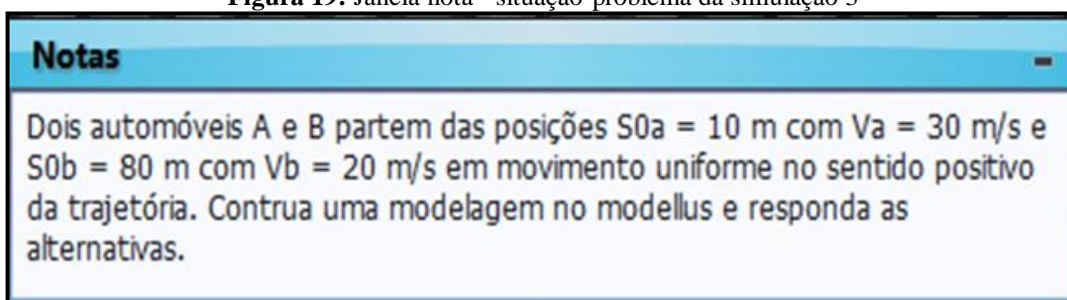 Figura 19: Janela nota - situação-problema da simulação 3
Notas
Dois automóveis A e B partem das posições S0a = 10 m com Va = 30 m/s e
S0b = 80 m com Vb = 20 m/s em movimento uniforme no sentido positivo
da trajetória. Contrua uma modelagem no modellus e responda as
alternativas.